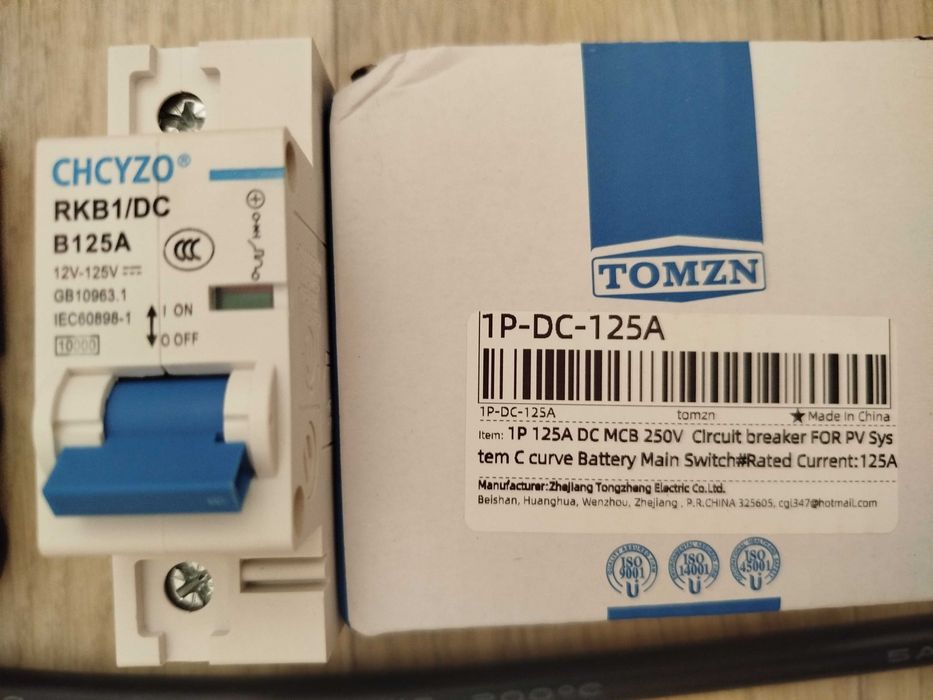 CHCYZO®
RKB1/DC
B125A
CCC
12V-125V
GB10963.1
IEC60898-1
I ON
O OFF
10000
TOMZN
1P-DC-125A
1P-DC-125A tomzn ★Made In China
Item: 1P 125A DC MCB 250V Circuit breaker FOR PV Sys
tem C curve Battery Main Switch#Rated Current:125A
Manufacturer:Zhejiang Tongzheng Electric Co.Ltd.
Beishan, Huanghua, Wenzhou, Zhejiang , P.R.CHINA 325605, cgl347@hotmail.com
ISO
9001
ISO
14001
ISO
45001
200°C
5A